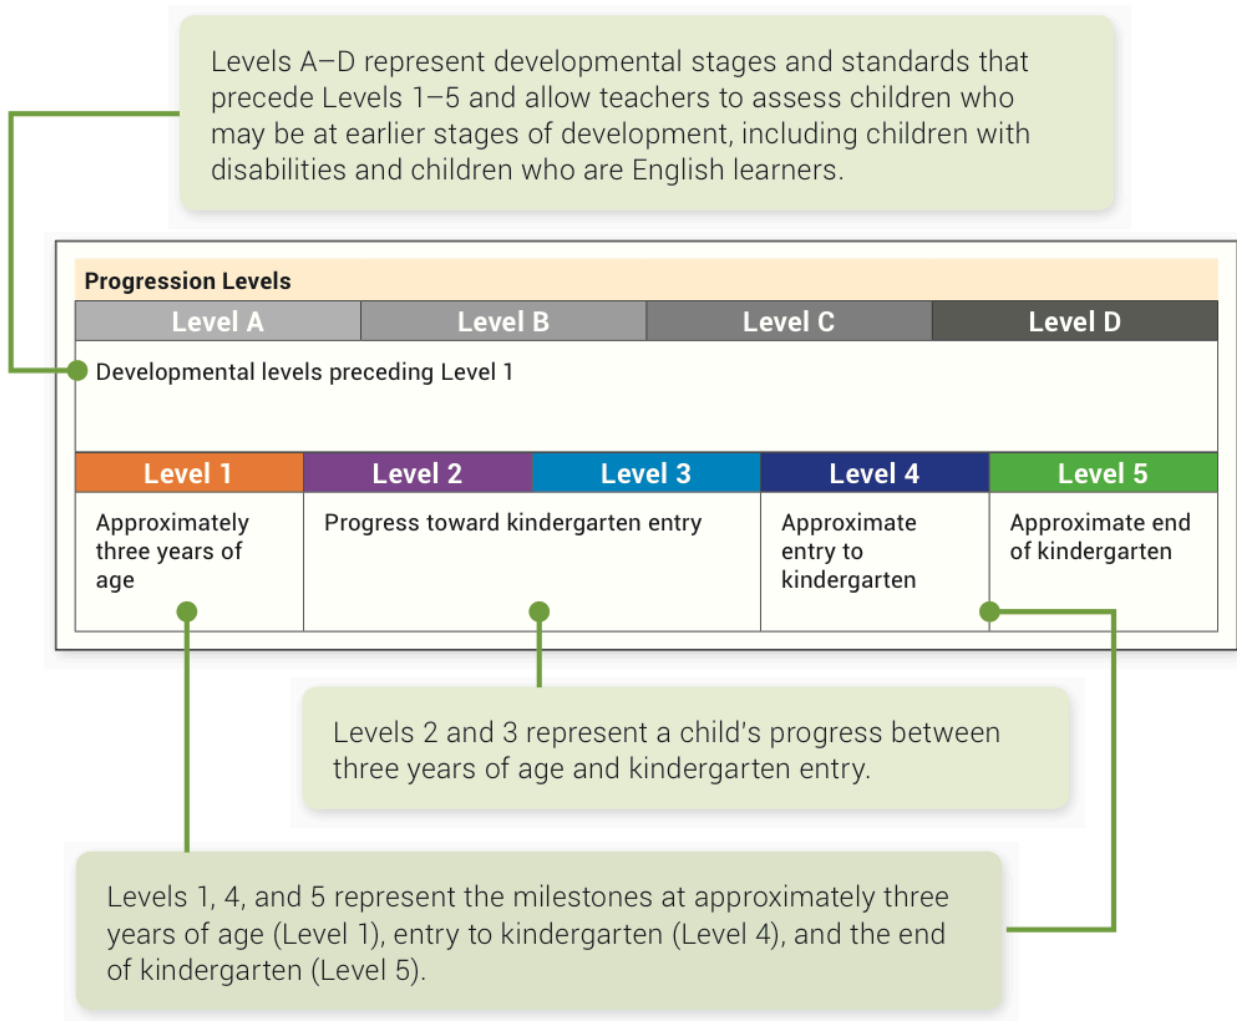 Levels A–D represent developmental stages and standards that
precede Levels 1–5 and allow teachers to assess children who
may be at earlier stages of development, including children with
disabilities and children who are English learners.
Progression Levels
Level A
Level B
Level C
Level D
Developmental levels preceding Level 1
Level 1
Level 2
Level 3
Level 4
Level 5
Approximately
three years of
age
Progress toward kindergarten entry
Approximate
entry to
kindergarten
Approximate end
of kindergarten
Levels 2 and 3 represent a child's progress between
three years of age and kindergarten entry.
Levels 1, 4, and 5 represent the milestones at approximately three
years of age (Level 1), entry to kindergarten (Level 4), and the end
of kindergarten (Level 5).